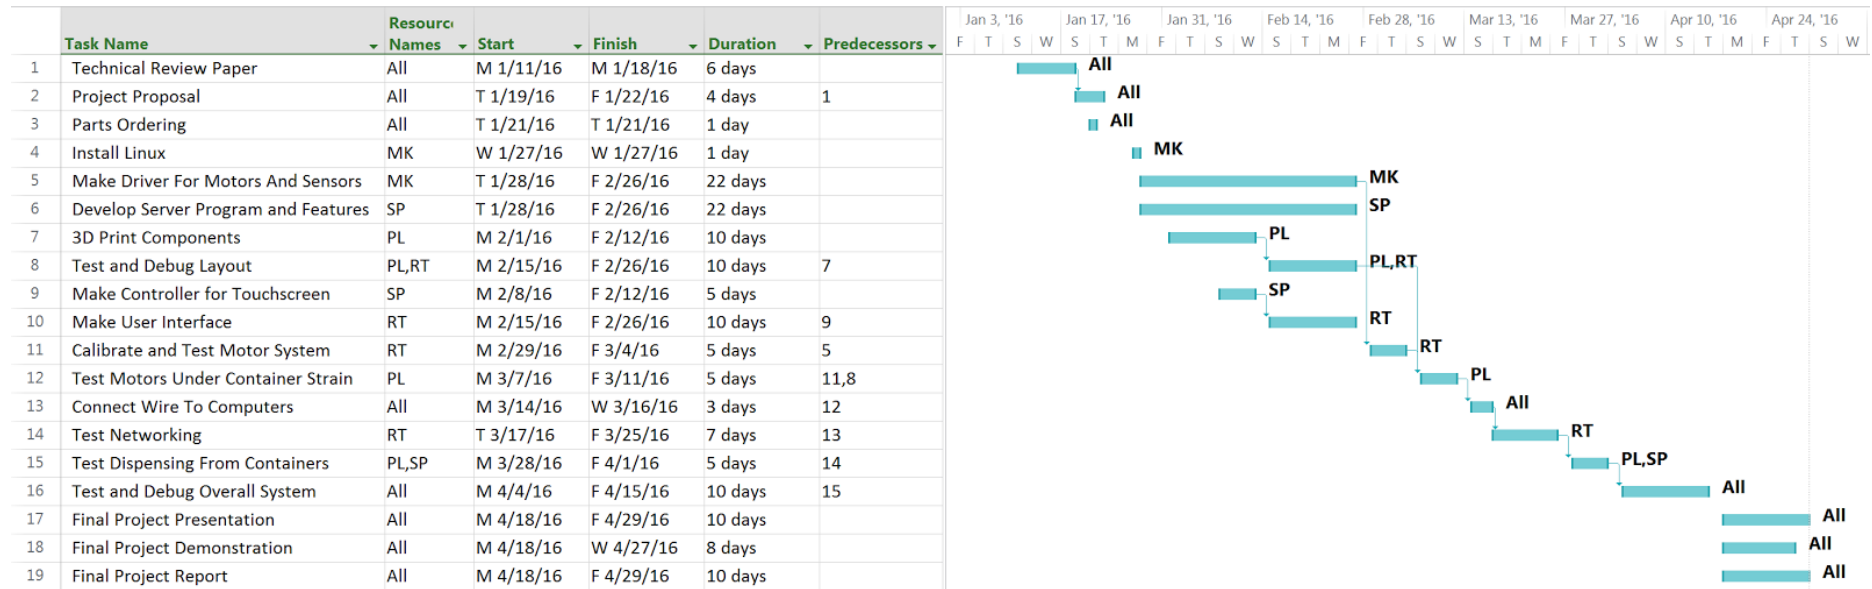 Resource
Task Name Names Start Finish Duration Predecessors
1 Technical Review Paper All M 1/11/16 M 1/18/16 6 days
2 Project Proposal All T 1/19/16 F 1/22/16 4 days 1
3 Parts Ordering All T 1/21/16 T 1/21/16 1 day
4 Install Linux MK W 1/27/16 W 1/27/16 1 day
5 Make Driver For Motors And Sensors MK T 1/28/16 F 2/26/16 22 days
6 Develop Server Program and Features SP T 1/28/16 F 2/26/16 22 days
7 3D Print Components PL M 2/1/16 F 2/12/16 10 days
8 Test and Debug Layout PL,RT M 2/15/16 F 2/26/16 10 days 7
9 Make Controller for Touchscreen SP M 2/8/16 F 2/12/16 5 days
10 Make User Interface RT M 2/15/16 F 2/26/16 10 days 9
11 Calibrate and Test Motor System RT M 2/29/16 F 3/4/16 5 days 5
12 Test Motors Under Container Strain PL M 3/7/16 F 3/11/16 5 days 11,8
13 Connect Wire To Computers All M 3/14/16 W 3/16/16 3 days 12
14 Test Networking RT T 3/17/16 F 3/25/16 7 days 13
15 Test Dispensing From Containers PL,SP M 3/28/16 F 4/1/16 5 days 14
16 Test and Debug Overall System All M 4/4/16 F 4/15/16 10 days 15
17 Final Project Presentation All M 4/18/16 F 4/29/16 10 days
18 Final Project Demonstration All M 4/18/16 W 4/27/16 8 days
19 Final Project Report All M 4/18/16 F 4/29/16 10 days
Jan 3, '16 Jan 17, '16 Jan 31, '16 Feb 14, '16 Feb 28, '16 Mar 13, '16 Mar 27, '16 Apr 10, '16 Apr 24, '16
F T S W S T M F T S W S T M F T S W S T M F T S W S T M F T S W
All
All
All
MK
MK
SP
PL
PL,RT
SP
RT
RT
PL
All
RT
PL,SP
All
All
All
All